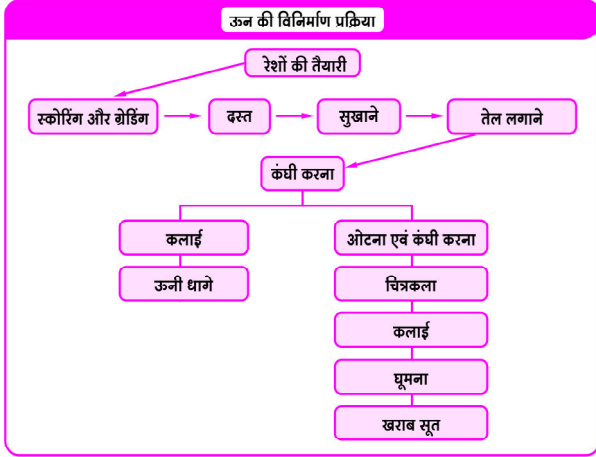 ऊन की विनिर्माण प्रक्रिया
रेशों की तैयारी
स्कोरिंग और ग्रेडिंग
दस्त
सुखाने
तेल लगाने
कंघी करना
कलाई
ऊनी धागे
ओटना एवं कंघी करना
चित्रकला
कलाई
घूमना
खराब सूत